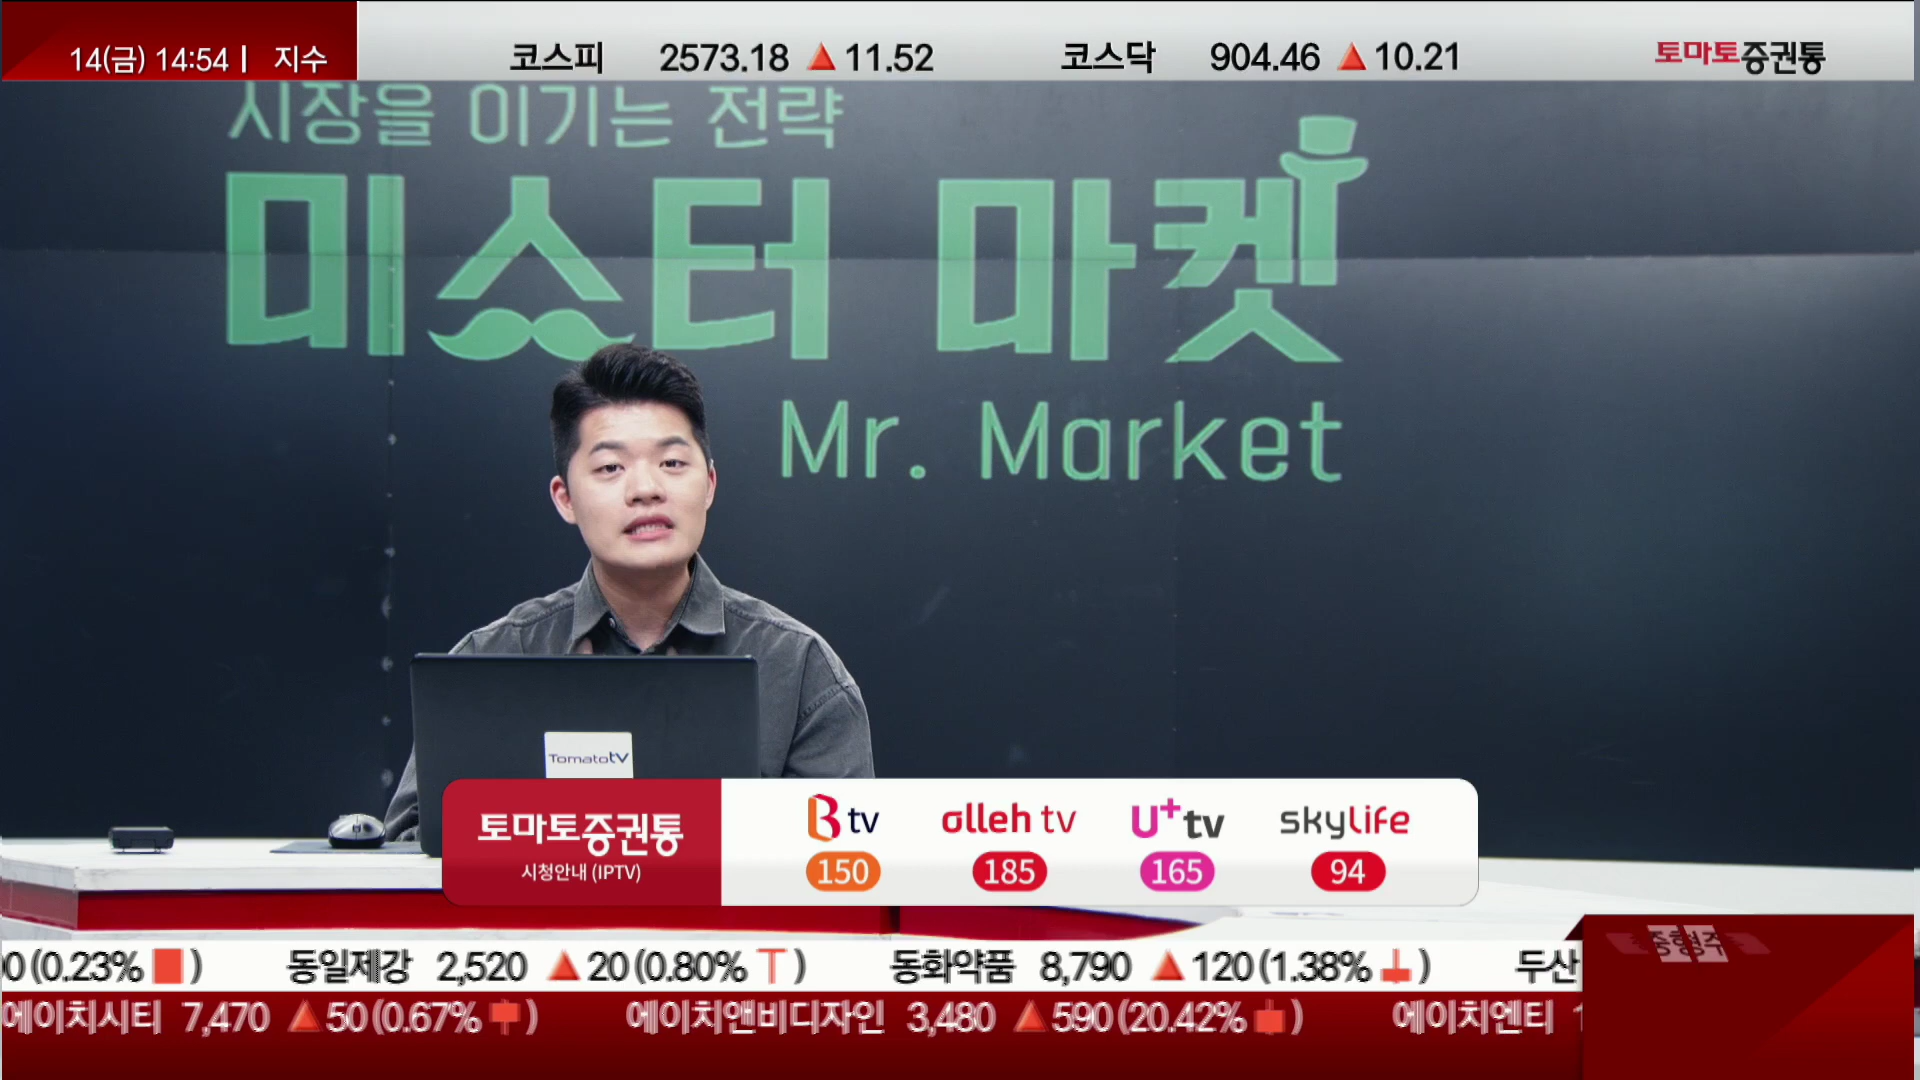 14(금) 14:54 | 지수 코스피 2573.18 ▲ 11.52 코스닥 904.46 ▲ 10.21 토마토증권통
시장을 이기는 전략
미스터 마켓
Mr. Market
Tomatotv
토마토증권통
시청안내 (IPTV)
B tv 150
olleh tv 185
U+ tv 165
skylife 94
0(0.23% ) 동일제강 2,520 ▲ 20(0.80% ) 동화약품 8,790 ▲ 120(1.38% ) 두산
에이치시티 7,470 ▲ 50(0.67% ) 에이치앤비디자인 3,480 ▲ 590(20.42% ) 에이치엔티